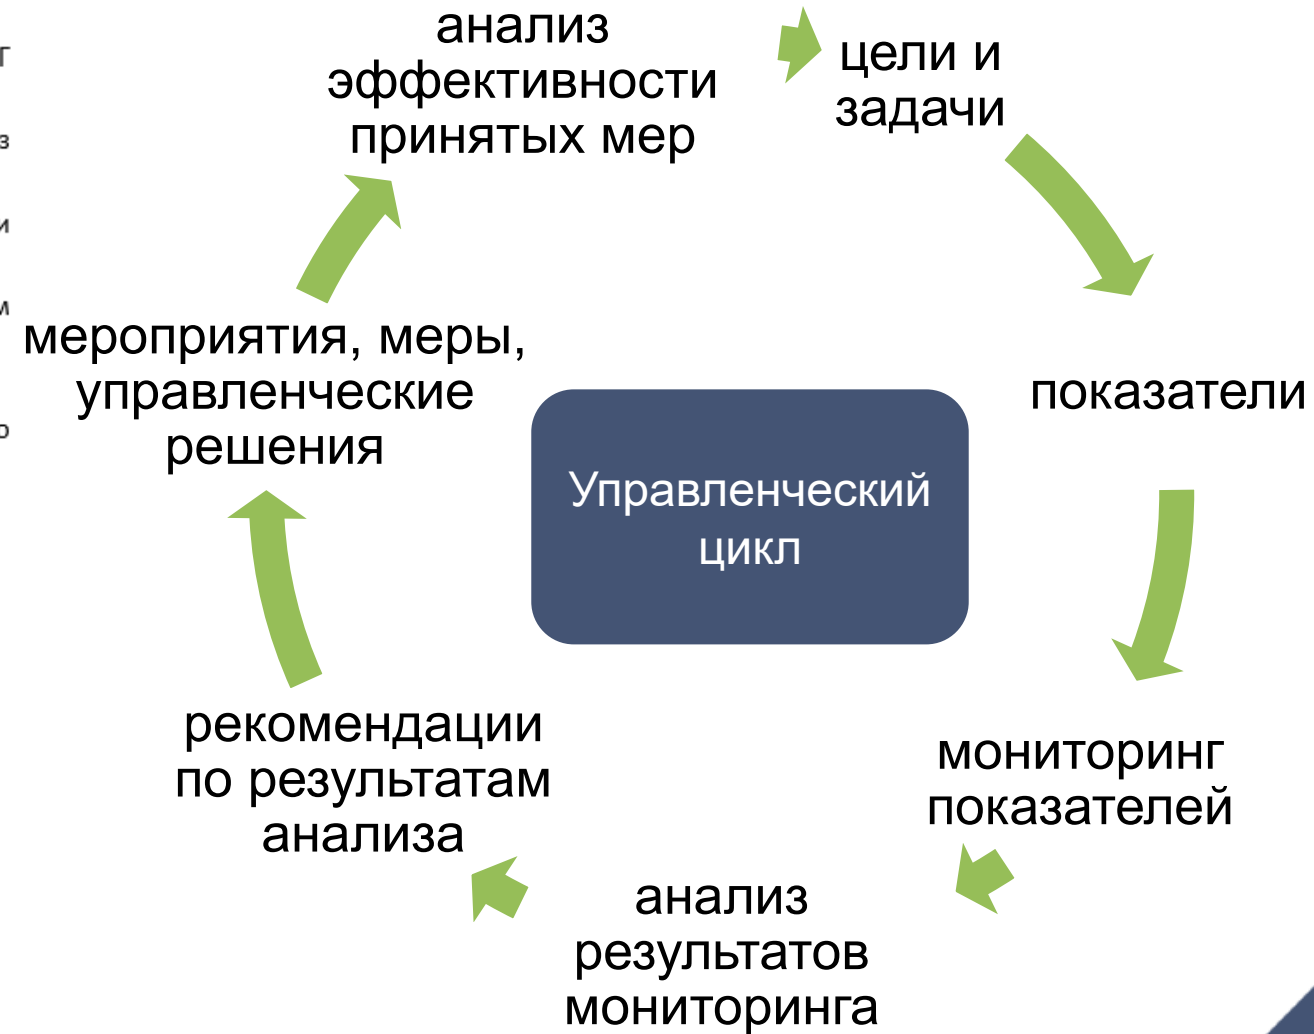 анализ
эффективности
принятых мер
цели и
задачи
показатели
мониторинг
показателей
анализ
результатов
мониторинга
рекомендации
по результатам
анализа
мероприятия, меры,
управленческие
решения
Управленческий
цикл